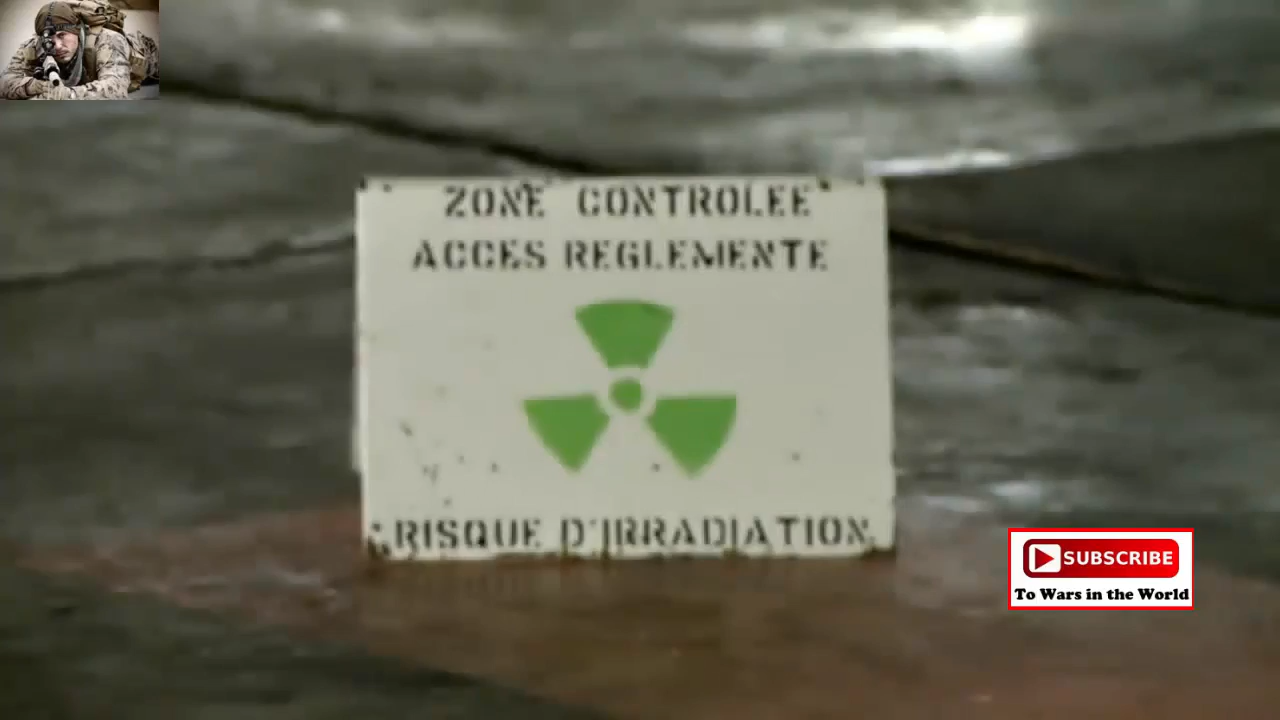 ZONE CONTROLEE
ACCES REGLEMENTE
RISQUE D'IRRADIATION
SUBSCRIBE
To Wars in the World